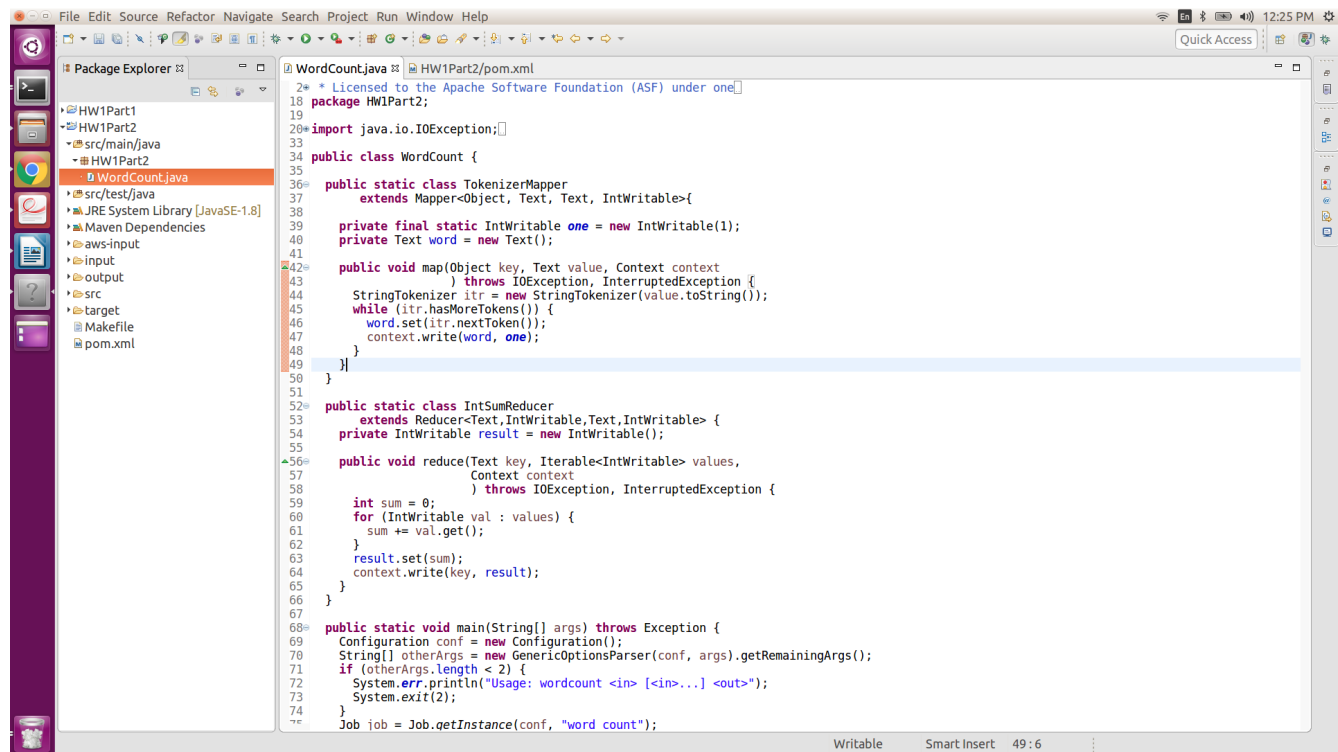 File Edit Source Refactor Navigate Search Project Run Window Help
En 12:25 PM
Quick Access
Package Explorer
WordCount.java HW1Part2/pom.xml
HW1Part1
HW1Part2
src/main/java
HW1Part2
WordCount.java
src/test/java
JRE System Library [JavaSE-1.8]
Maven Dependencies
aws-input
input
output
src
target
Makefile
pom.xml
2 * Licensed to the Apache Software Foundation (ASF) under one
18 package HW1Part2;
19
20 import java.io.IOException;
33
34 public class WordCount {
35
36 public static class TokenizerMapper
37 extends Mapper<Object, Text, Text, IntWritable>{
38
39 private final static IntWritable one = new IntWritable(1);
40 private Text word = new Text();
41
42 public void map(Object key, Text value, Context context
43 ) throws IOException, InterruptedException {
44 StringTokenizer itr = new StringTokenizer(value.toString());
45 while (itr.hasMoreTokens()) {
46 word.set(itr.nextToken());
47 context.write(word, one);
48 }
49 }
50 }
51
52 public static class IntSumReducer
53 extends Reducer<Text,IntWritable,Text,IntWritable> {
54 private IntWritable result = new IntWritable();
55
56 public void reduce(Text key, Iterable<IntWritable> values,
57 Context context
58 ) throws IOException, InterruptedException {
59 int sum = 0;
60 for (IntWritable val : values) {
61 sum += val.get();
62 }
63 result.set(sum);
64 context.write(key, result);
65 }
66 }
67
68 public static void main(String[] args) throws Exception {
69 Configuration conf = new Configuration();
70 String[] otherArgs = new GenericOptionsParser(conf, args).getRemainingArgs();
71 if (otherArgs.length < 2) {
72 System.err.println("Usage: wordcount <in> [<in>...] <out>");
73 System.exit(2);
74 }
75 Job job = Job.getInstance(conf, "word count");
Writable Smart Insert 49 : 6